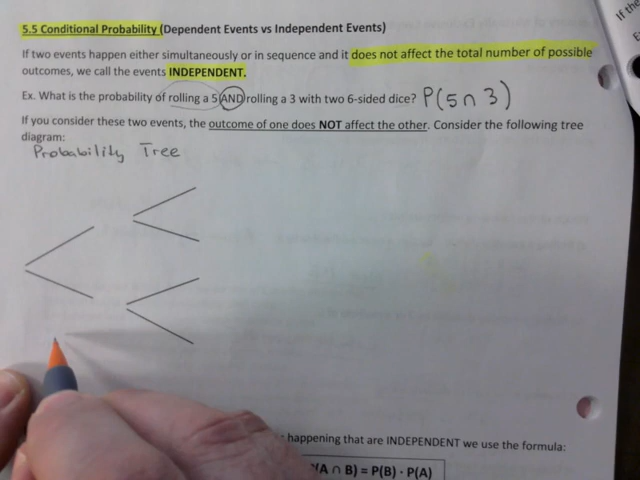 5.5 Conditional Probability (Dependent Events vs Independent Events)
If two events happen either simultaneously or in sequence and it does not affect the total number of possible
outcomes, we call the events INDEPENDENT.
Ex. What is the probability of rolling a 5 AND rolling a 3 with two 6-sided dice? P(5∩3)
If you consider these two events, the outcome of one does NOT affect the other. Consider the following tree
diagram:
Probability Tree
happening that are INDEPENDENT we use the formula:
(A ∩ B) = P(B) · P(A)
If the